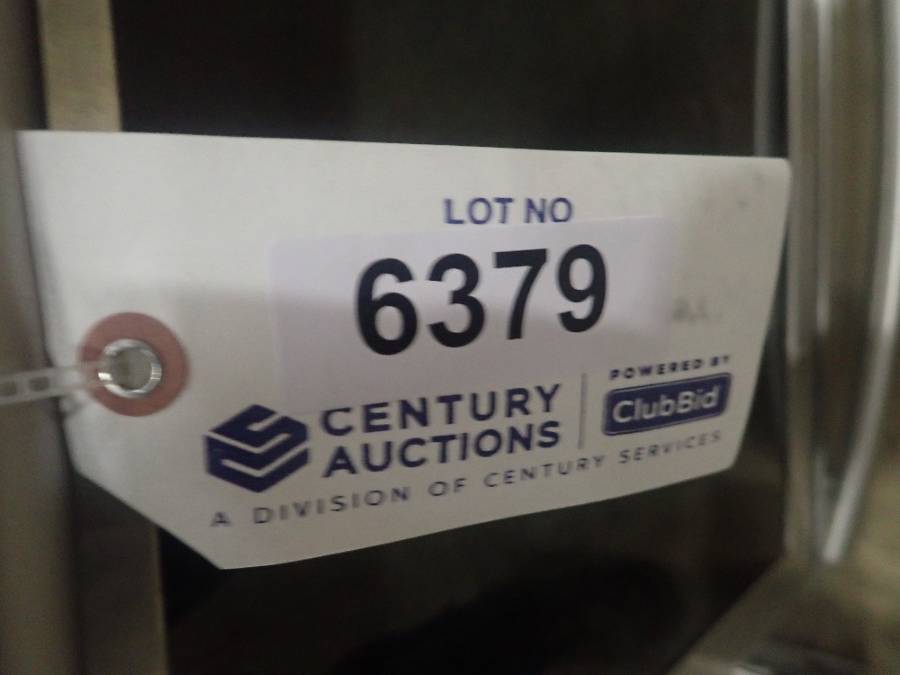 LOT NO
6379
CENTURY
AUCTIONS
POWERED BY
ClubBid
A DIVISION OF CENTURY SERVICES